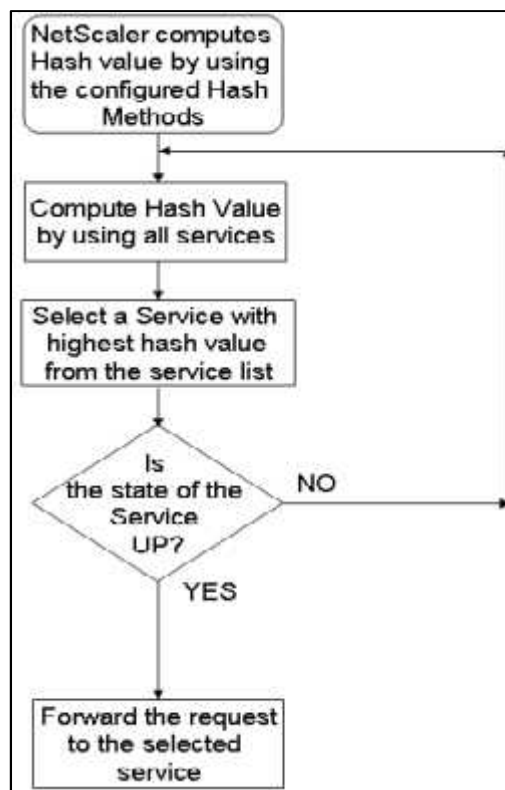 NetScaler computes
Hash value by using
the configured Hash
Methods
Compute Hash Value
by using all services
Select a Service with
highest hash value
from the service list
Is
the state of the
Service
UP?
NO
YES
Forward the request
to the selected
service